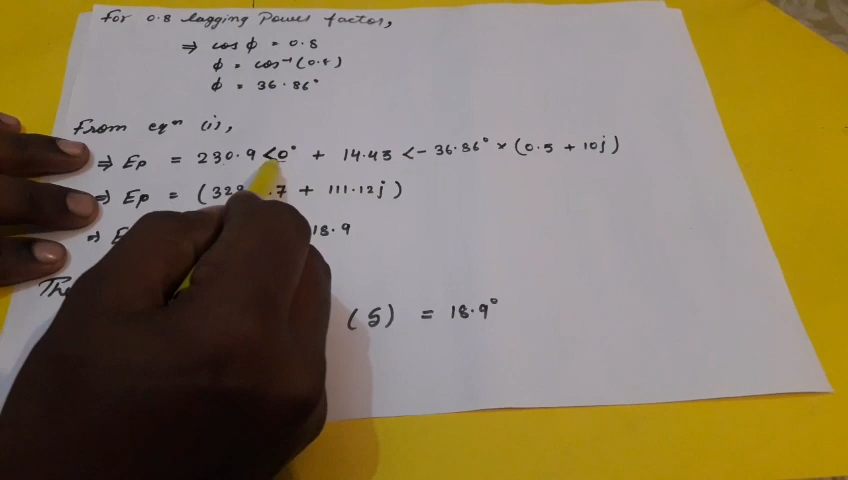 For 0.8 lagging Power factor,
⇒ cos ϕ = 0.8
ϕ = cos⁻¹(0.8)
ϕ = 36.86°
From eqⁿ (i),
⇒ Ep = 230.9 <0° + 14.43 <-36.86° × (0.5 + 10j)
⇒ Ep = (32 .7 + 111.12j)
⇒ 18.9
(δ) = 18.9°